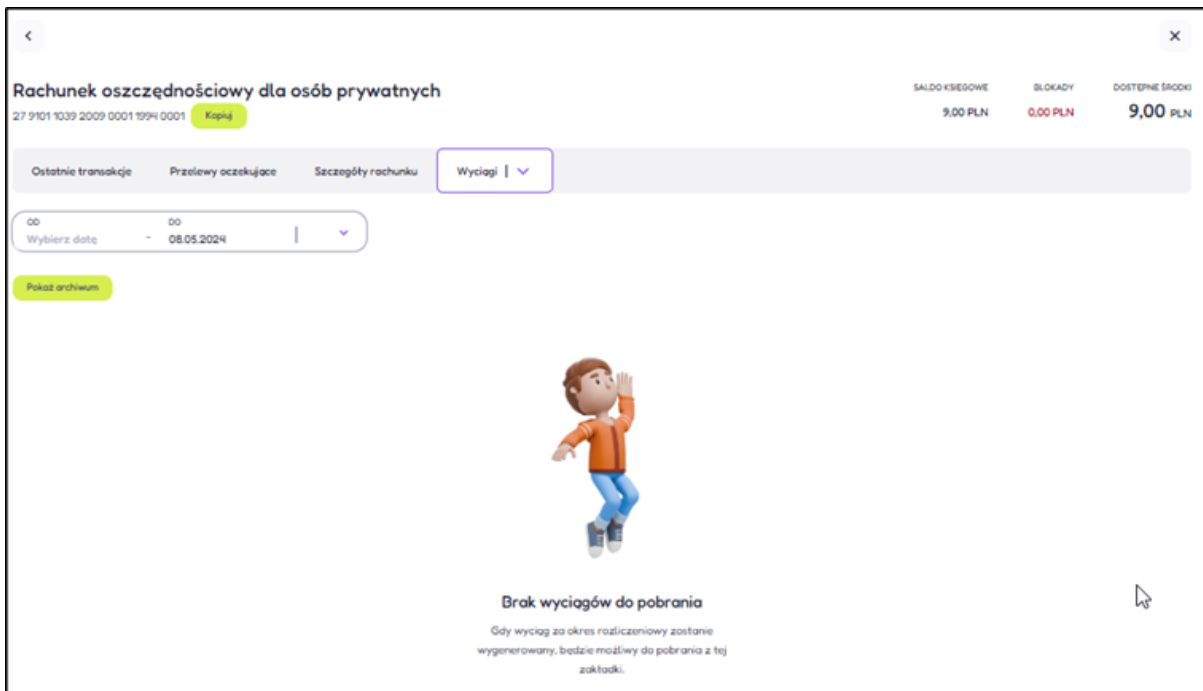 Rachunek oszczędnościowy dla osób prywatnych
27 9101 1039 2009 0001 1994 0001 Kopiuj
SALDO KSIĘGOWE BLOKADY DOSTĘPNE ŚRODKI
9,00 PLN 0,00 PLN 9,00 PLN
Ostatnie transakcje Przelewy oczekujące Szczegóły rachunku Wyciągi
OD DO
Wybierz datę - 08.05.2024
Pokaż archiwum
Brak wyciągów do pobrania
Gdy wyciąg za okres rozliczeniowy zostanie
wygenerowany, będzie możliwy do pobrania z tej
zakładki.